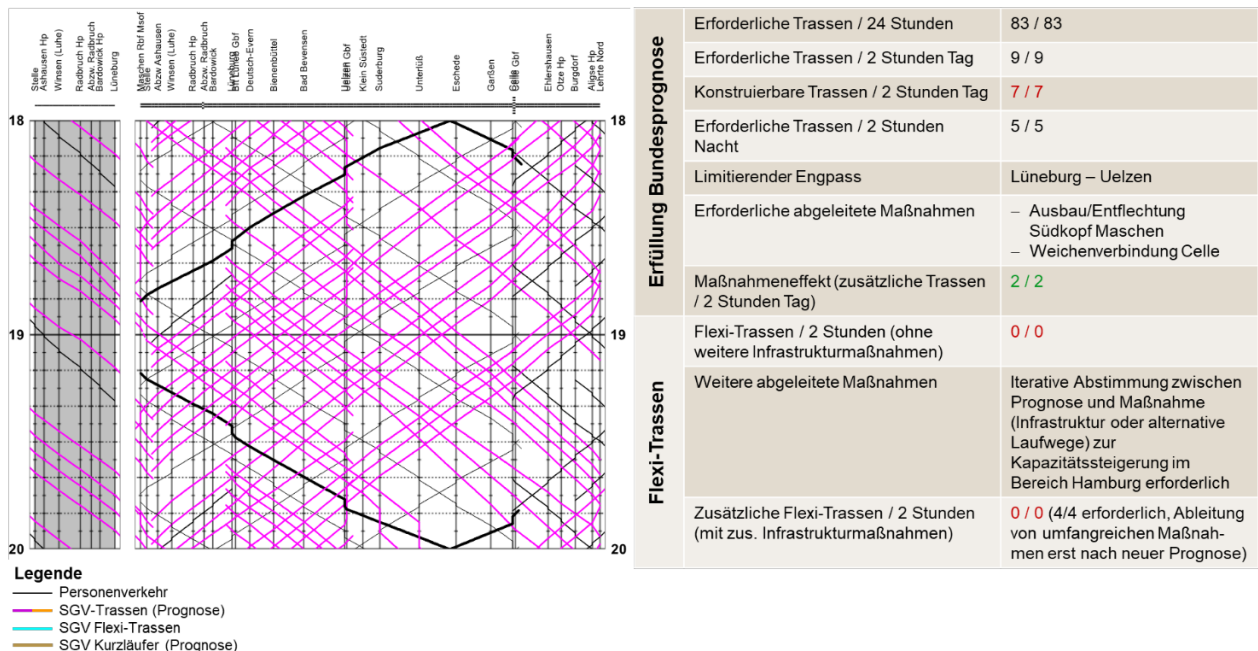 Stelle
Ashausen Hp
Winsen (Luhe)
Radbruch Hp
Abzw. Radbruch
Bardowick Hp
Lüneburg
Maschen Rbf Msof
Stelle
Abzw Ashausen
Winsen (Luhe)
Radbruch Hp
Abzw. Radbruch
Bardowick
Lüneburg
Deutsch-Evern
Bienenbüttel
Bad Bevensen
Uelzen Gbf
Klein Süstedt
Suderburg
Unterlüß
Eschede
Garßen
Celle
Celle Gbf
Ehlershausen
Otze Hp
Burgdorf
Aligse Hp
Lehrte Nord
18
18
19
19
20
20
Legende
Personenverkehr
SGV-Trassen (Prognose)
SGV Flexi-Trassen
SGV Kurzläufer (Prognose)
Erfüllung Bundesprognose
Erforderliche Trassen / 24 Stunden
83 / 83
Erforderliche Trassen / 2 Stunden Tag
9 / 9
Konstruierbare Trassen / 2 Stunden Tag
7 / 7
Erforderliche Trassen / 2 Stunden
Nacht
5 / 5
Limitierender Engpass
Lüneburg – Uelzen
Erforderliche abgeleitete Maßnahmen
– Ausbau/Entflechtung
Südkopf Maschen
– Weichenverbindung Celle
Maßnahmeneffekt (zusätzliche Trassen
/ 2 Stunden Tag)
2 / 2
Flexi-Trassen
Flexi-Trassen / 2 Stunden (ohne
weitere Infrastrukturmaßnahmen)
0 / 0
Weitere abgeleitete Maßnahmen
Iterative Abstimmung zwischen
Prognose und Maßnahme
(Infrastruktur oder alternative
Laufwege) zur
Kapazitätssteigerung im
Bereich Hamburg erforderlich
Zusätzliche Flexi-Trassen / 2 Stunden
(mit zus. Infrastrukturmaßnahmen)
0 / 0 (4/4 erforderlich, Ableitung
von umfangreichen Maßnah-
men erst nach neuer Prognose)